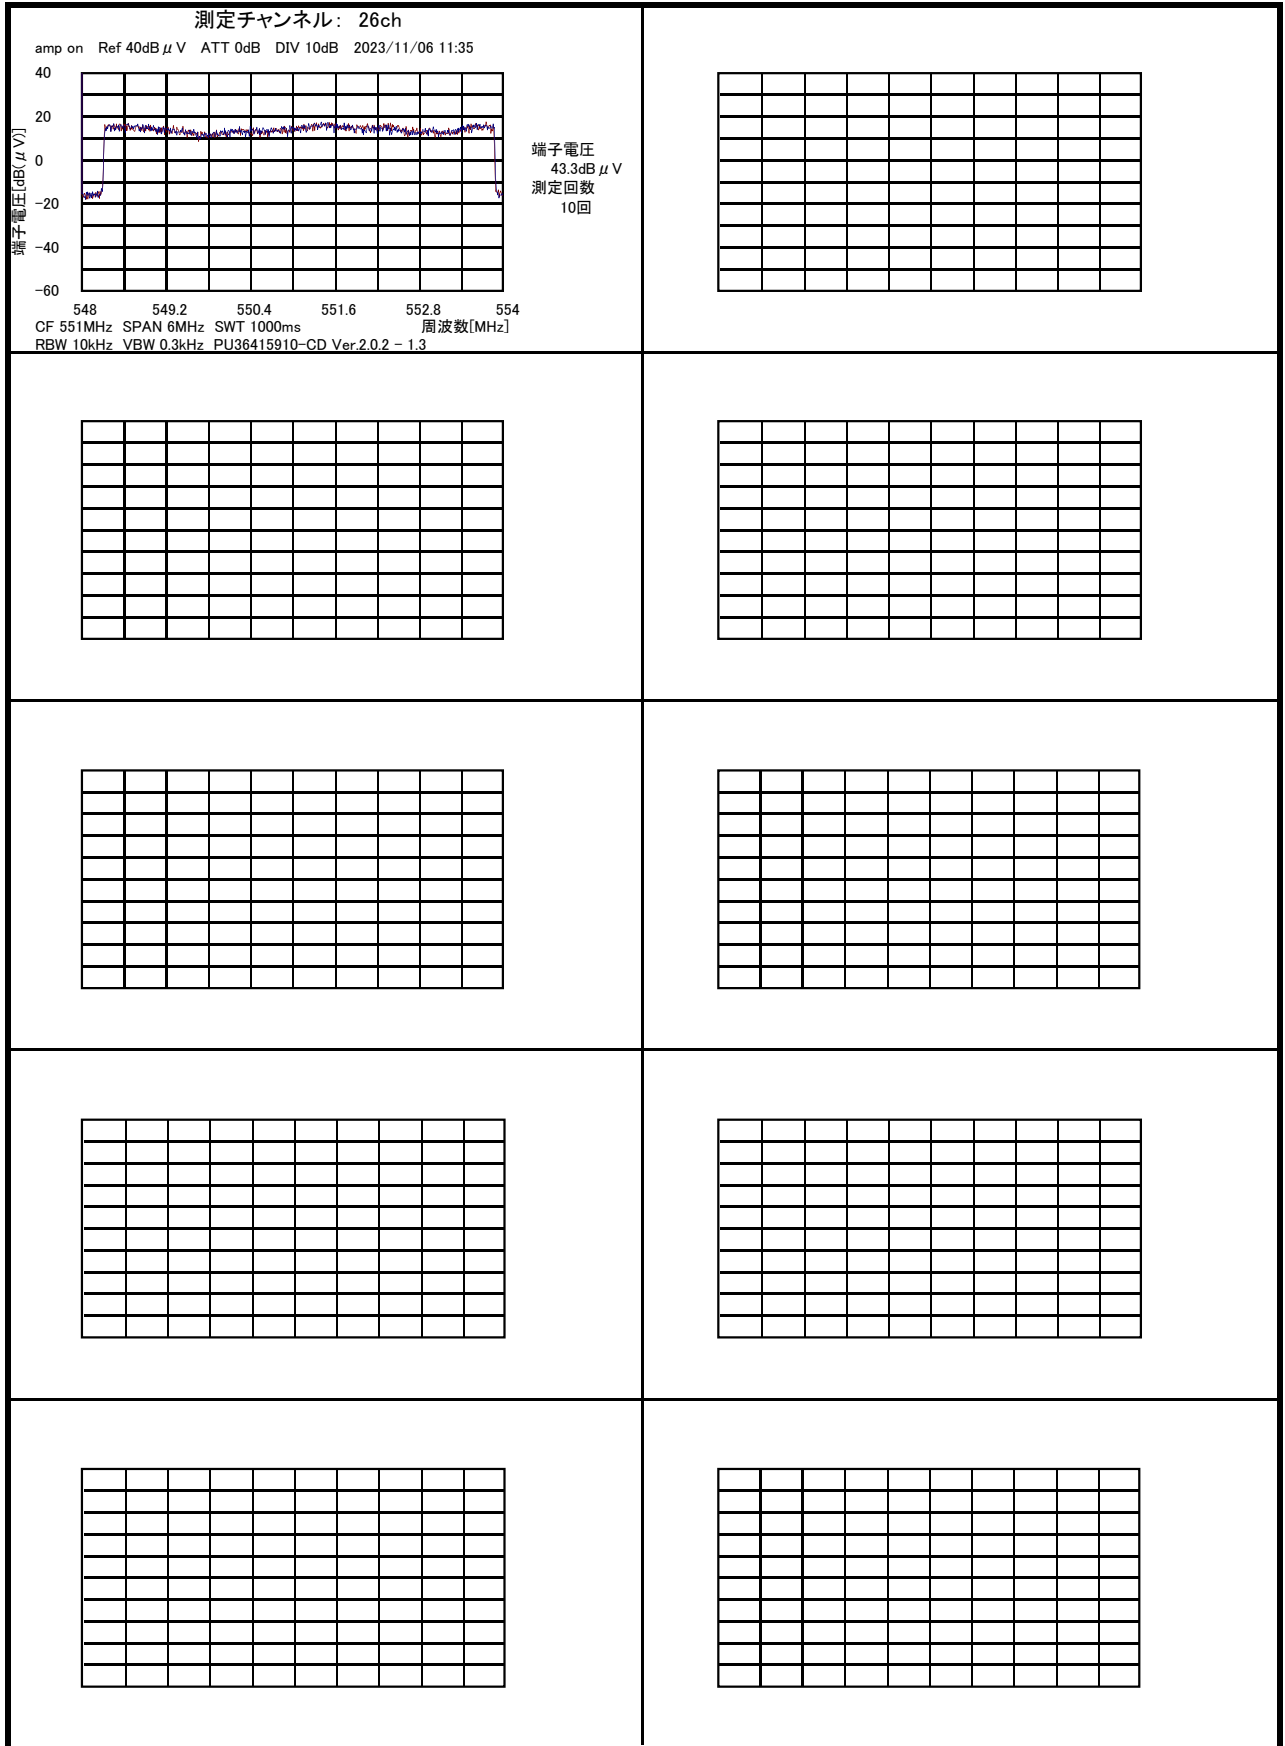 測定チャンネル： 26ch
amp on Ref 40dBμV ATT 0dB DIV 10dB 2023/11/06 11:35
40
20
0
-20
-40
-60
端子電圧[dB(μV)]
端子電圧
43.3dBμV
測定回数
10回
548 549.2 550.4 551.6 552.8 554
CF 551MHz SPAN 6MHz SWT 1000ms 周波数[MHz]
RBW 10kHz VBW 0.3kHz PU36415910-CD Ver.2.0.2 - 1.3